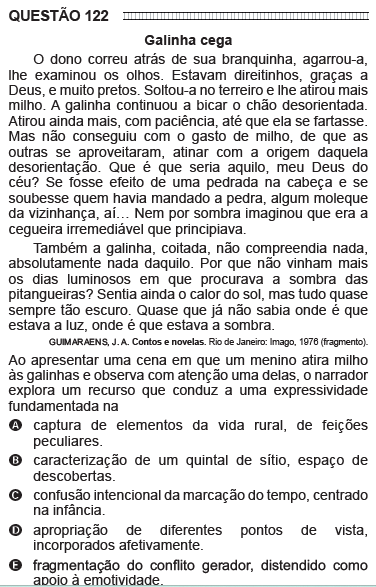 QUESTÃO 122
Galinha cega
O dono correu atrás de sua branquinha, agarrou-a,
lhe examinou os olhos. Estavam direitinhos, graças a
Deus, e muito pretos. Soltou-a no terreiro e lhe atirou mais
milho. A galinha continuou a bicar o chão desorientada.
Atirou ainda mais, com paciência, até que ela se fartasse.
Mas não conseguiu com o gasto de milho, de que as
outras se aproveitaram, atinar com a origem daquela
desorientação. Que é que seria aquilo, meu Deus do
céu? Se fosse efeito de uma pedrada na cabeça e se
soubesse quem havia mandado a pedra, algum moleque
da vizinhança, aí... Nem por sombra imaginou que era a
cegueira irremediável que principiava.
Também a galinha, coitada, não compreendia nada,
absolutamente nada daquilo. Por que não vinham mais
os dias luminosos em que procurava a sombra das
pitangueiras? Sentia ainda o calor do sol, mas tudo quase
sempre tão escuro. Quase que já não sabia onde é que
estava a luz, onde é que estava a sombra.
GUIMARAENS, J. A. Contos e novelas. Rio de Janeiro: Imago, 1976 (fragmento).
Ao apresentar uma cena em que um menino atira milho
às galinhas e observa com atenção uma delas, o narrador
explora um recurso que conduz a uma expressividade
fundamentada na
A captura de elementos da vida rural, de feições
peculiares.
B caracterização de um quintal de sítio, espaço de
descobertas.
C confusão intencional da marcação do tempo, centrado
na infância.
D apropriação de diferentes pontos de vista,
incorporados afetivamente.
E fragmentação do conflito gerador, distendido como
apoio à emotividade.